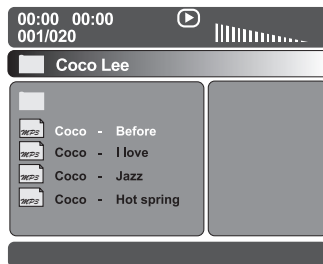 00:00 00:00
001/020
Coco Lee
MP3 Coco - Before
MP3 Coco - I love
MP3 Coco - Jazz
MP3 Coco - Hot spring